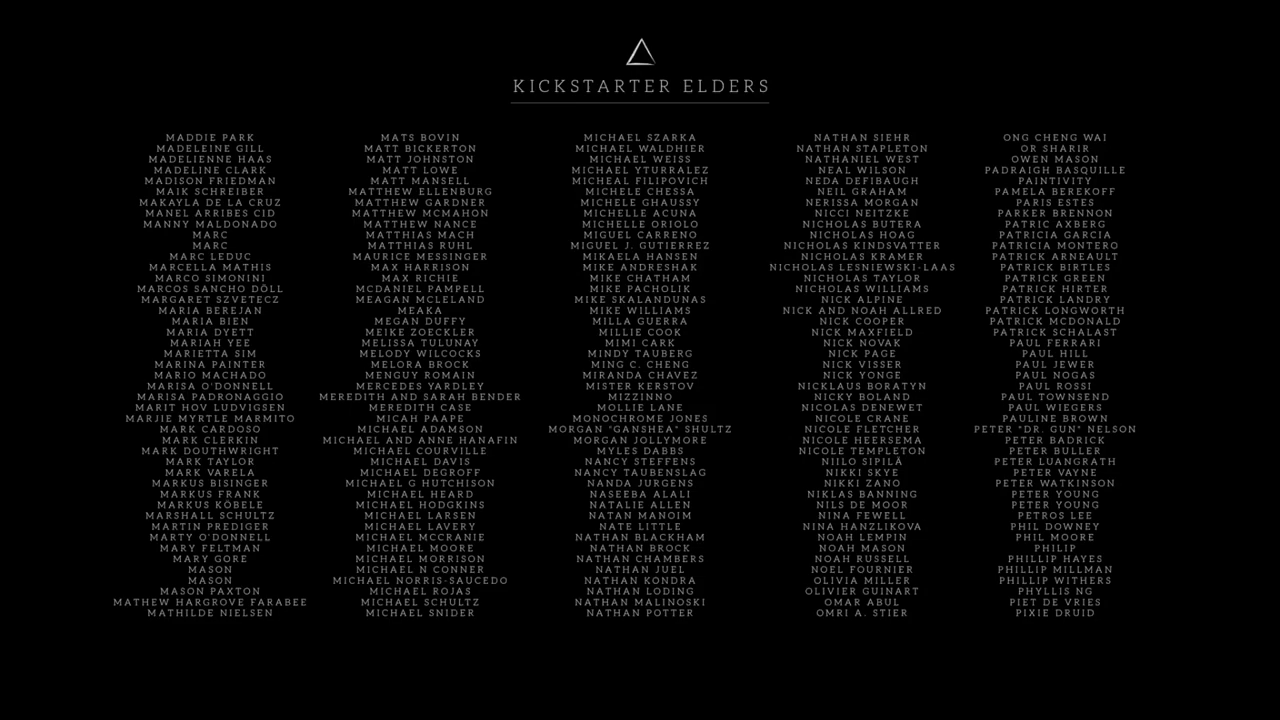 KICKSTARTER ELDERS
MADDIE PARK
MADELEINE GILL
MADELIENNE HAAS
MADELINE CLARK
MADISON FRIEDMAN
MAIK SCHREIBER
MAKAYLA DE LA CRUZ
MANEL ARRIBES CID
MANNY MALDONADO
MARC
MARC
MARC LEDUC
MARCELLA MATHIS
MARCO SIMONINI
MARCOS SANCHO DÖLL
MARGARET SZVETECZ
MARIA BEREJAN
MARIA BIEN
MARIA DYETT
MARIAH YEE
MARIETTA SIM
MARINA PAINTER
MARIO MACHADO
MARISA O'DONNELL
MARISA PADRONAGGIO
MARIT HOV LUDVIGSEN
MARJIE MYRTLE MARMITO
MARK CARDOSO
MARK CLERKIN
MARK DOUTHWRIGHT
MARK TAYLOR
MARK VARELA
MARKUS BISINGER
MARKUS FRANK
MARKUS KÖBELE
MARSHALL SCHULTZ
MARTIN PREDIGER
MARTY O'DONNELL
MARY FELTMAN
MARY GORE
MASON
MASON
MASON PAXTON
MATHEW HARGROVE FARABEE
MATHILDE NIELSEN
MATS BOVIN
MATT BICKERTON
MATT JOHNSTON
MATT LOWE
MATT MANSELL
MATTHEW ELLENBURG
MATTHEW GARDNER
MATTHEW MCMAHON
MATTHEW NANCE
MATTHIAS MACH
MATTHIAS RUHL
MAURICE MESSINGER
MAX HARRISON
MAX RICHIE
MCDANIEL PAMPELL
MEAGAN MCLELAND
MEAKA
MEGAN DUFFY
MEIKE ZOECKLER
MELISSA TULUNAY
MELODY WILCOCKS
MELORA BROCK
MENGUY ROMAIN
MERCEDES YARDLEY
MEREDITH AND SARAH BENDER
MEREDITH CASE
MICAH PAAPE
MICHAEL ADAMSON
MICHAEL AND ANNE HANAFIN
MICHAEL COURVILLE
MICHAEL DAVIS
MICHAEL DEGROFF
MICHAEL G HUTCHISON
MICHAEL HEARD
MICHAEL HODGKINS
MICHAEL LARSEN
MICHAEL LAVERY
MICHAEL MCCRANIE
MICHAEL MOORE
MICHAEL MORRISON
MICHAEL N CONNER
MICHAEL NORRIS-SAUCEDO
MICHAEL ROJAS
MICHAEL SCHULTZ
MICHAEL SNIDER
MICHAEL SZARKA
MICHAEL WALDHIER
MICHAEL WEISS
MICHAEL YTURRALEZ
MICHEAL FILIPOVICH
MICHELE CHESSA
MICHELE GHAUSSY
MICHELLE ACUNA
MICHELLE ORIOLO
MIGUEL CARRENO
MIGUEL J. GUTIERREZ
MIKAELA HANSEN
MIKE ANDRESHAK
MIKE CHATHAM
MIKE PACHOLIK
MIKE SKALANDUNAS
MIKE WILLIAMS
MILLA GUERRA
MILLIE COOK
MIMI CARK
MINDY TAUBERG
MING C. CHENG
MIRANDA CHAVEZ
MISTER KERSTOV
MIZZINNO
MOLLIE LANE
MONOCHROME JONES
MORGAN "GANSHEA" SHULTZ
MORGAN JOLLYMORE
MYLES DABBS
NANCY STEFFENS
NANCY TAUBENSLAG
NANDA JURGENS
NASEEBA ALALI
NATALIE ALLEN
NATAN MANOIM
NATE LITTLE
NATHAN BLACKHAM
NATHAN BROCK
NATHAN CHAMBERS
NATHAN JUEL
NATHAN KONDRA
NATHAN LODING
NATHAN MALINOSKI
NATHAN POTTER
NATHAN SIEHR
NATHAN STAPLETON
NATHANIEL WEST
NEAL WILSON
NEDA DEFIBAUGH
NEIL GRAHAM
NERISSA MORGAN
NICCI NEITZKE
NICHOLAS BUTERA
NICHOLAS HOAG
NICHOLAS KINDSVATTER
NICHOLAS KRAMER
NICHOLAS LESNIEWSKI-LAAS
NICHOLAS TAYLOR
NICHOLAS WILLIAMS
NICK ALPINE
NICK AND NOAH ALLRED
NICK COOPER
NICK MAXFIELD
NICK NOVAK
NICK PAGE
NICK VISSER
NICK YONGE
NICKLAUS BORATYN
NICKY BOLAND
NICOLAS DENEWET
NICOLE CRANE
NICOLE FLETCHER
NICOLE HEERSEMA
NICOLE TEMPLETON
NIILO SIPILÄ
NIKKI SKYE
NIKKI ZANO
NIKLAS BANNING
NILS DE MOOR
NINA FEWELL
NINA HANZLIKOVA
NOAH LEMPIN
NOAH MASON
NOAH RUSSELL
NOEL FOURNIER
OLIVIA MILLER
OLIVIER GUINART
OMAR ABUL
OMRI A. STIER
ONG CHENG WAI
OR SHARIR
OWEN MASON
PADRAIGH BASQUILLE
PAINTIVITY
PAMELA BEREKOFF
PARIS ESTES
PARKER BRENNON
PATRIC AXBERG
PATRICIA GARCIA
PATRICIA MONTERO
PATRICK ARNEAULT
PATRICK BIRTLES
PATRICK GREEN
PATRICK HIRTER
PATRICK LANDRY
PATRICK LONGWORTH
PATRICK MCDONALD
PATRICK SCHALAST
PAUL FERRARI
PAUL HILL
PAUL JEWER
PAUL NOGAS
PAUL ROSSI
PAUL TOWNSEND
PAUL WIEGERS
PAULINE BROWN
PETER "DR. GUN" NELSON
PETER BADRICK
PETER BULLER
PETER LUANGRATH
PETER VAYNE
PETER WATKINSON
PETER YOUNG
PETER YOUNG
PETROS LEE
PHIL DOWNEY
PHIL MOORE
PHILIP
PHILLIP HAYES
PHILLIP MILLMAN
PHILLIP WITHERS
PHYLLIS NG
PIET DE VRIES
PIXIE DRUID